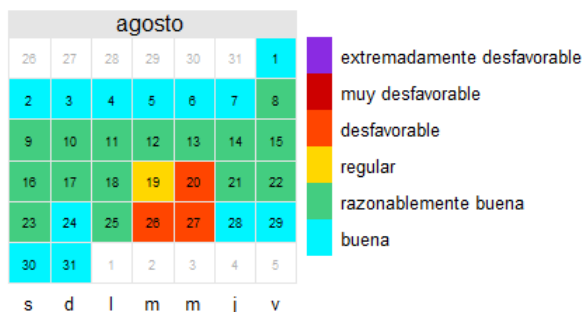 agosto
26 27 28 29 30 31 1
2 3 4 5 6 7 8
9 10 11 12 13 14 15
16 17 18 19 20 21 22
23 24 25 26 27 28 29
30 31 1 2 3 4 5
s d l m m j v
extremadamente desfavorable
muy desfavorable
desfavorable
regular
razonablemente buena
buena